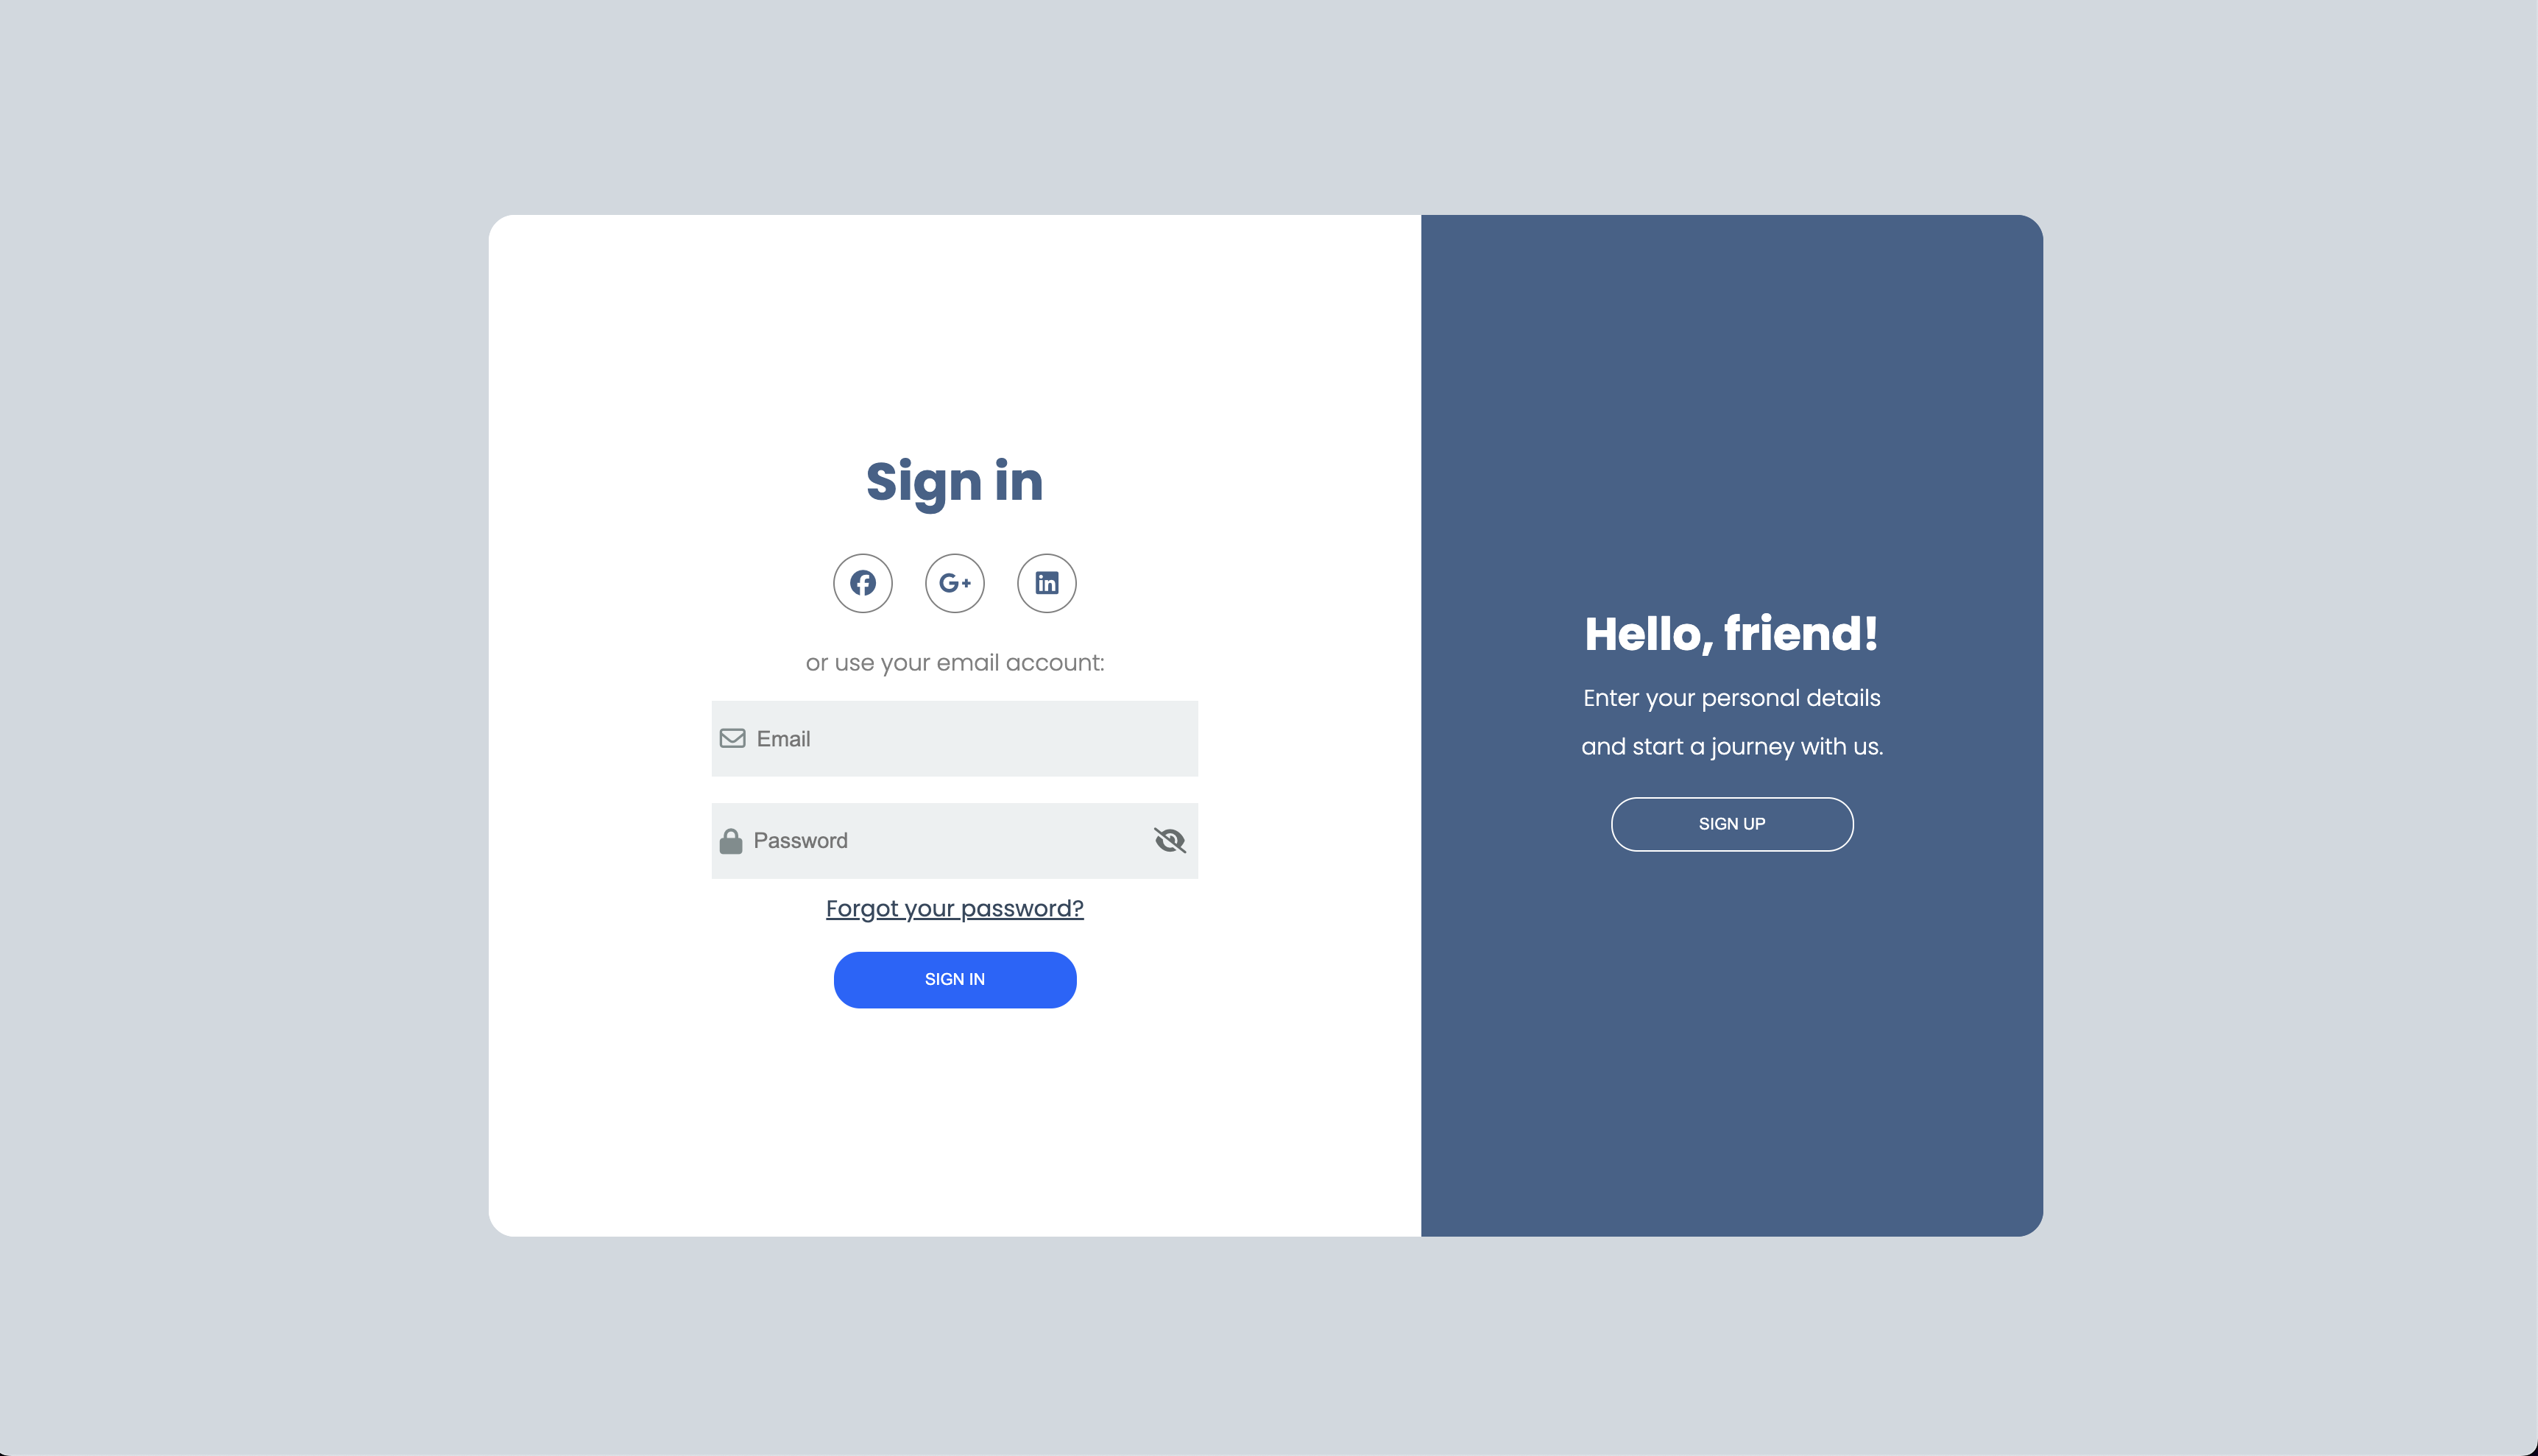 Sign in
G+
in
or use your email account:
Email
Password
Forgot your password?
SIGN IN
Hello, friend!
Enter your personal details
and start a journey with us.
SIGN UP